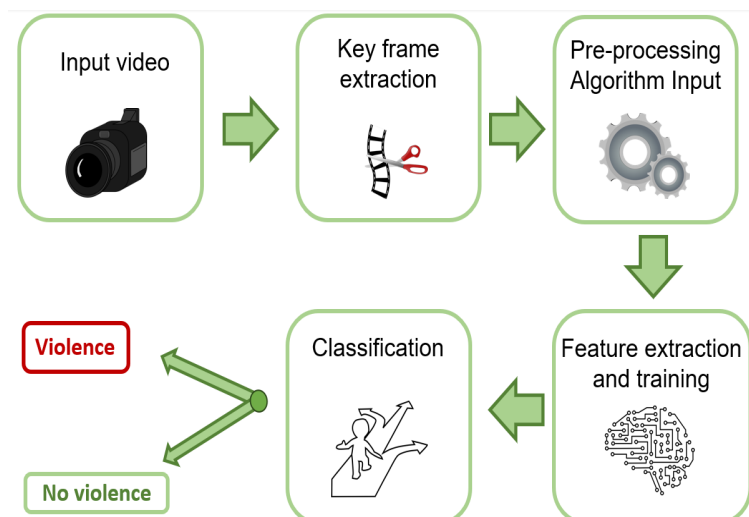 Input video
Key frame
extraction
Pre-processing
Algorithm Input
Feature extraction
and training
Classification
Violence
No violence